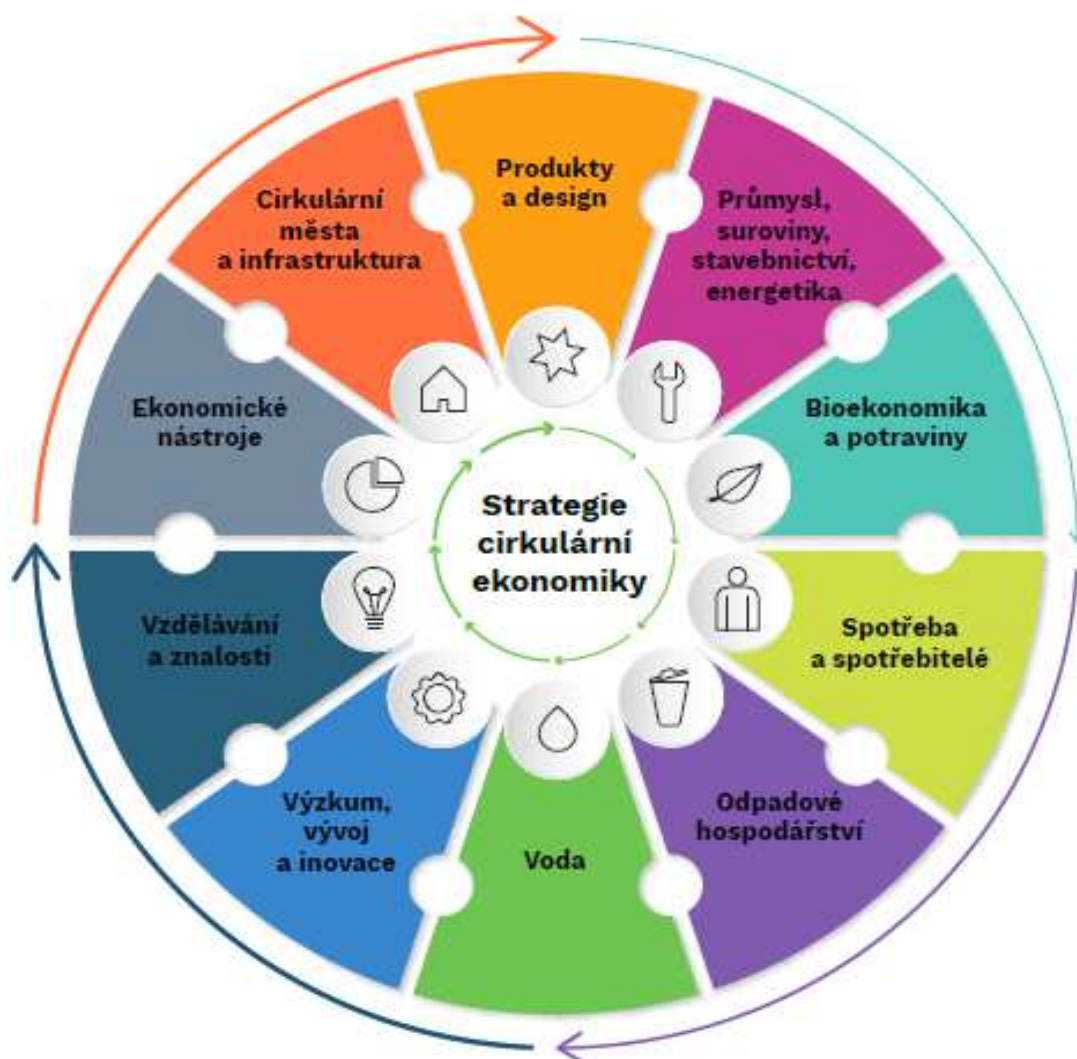 Produkty
a design
Průmysl,
suroviny,
stavebnictví,
energetika
Bioekonomika
a potraviny
Spotřeba
a spotřebitelé
Odpadové
hospodářství
Voda
Výzkum,
vývoj
a inovace
Vzdělávání
a znalosti
Ekonomické
nástroje
Cirkulární
města
a infrastruktura
Strategie
cirkulární
ekonomiky